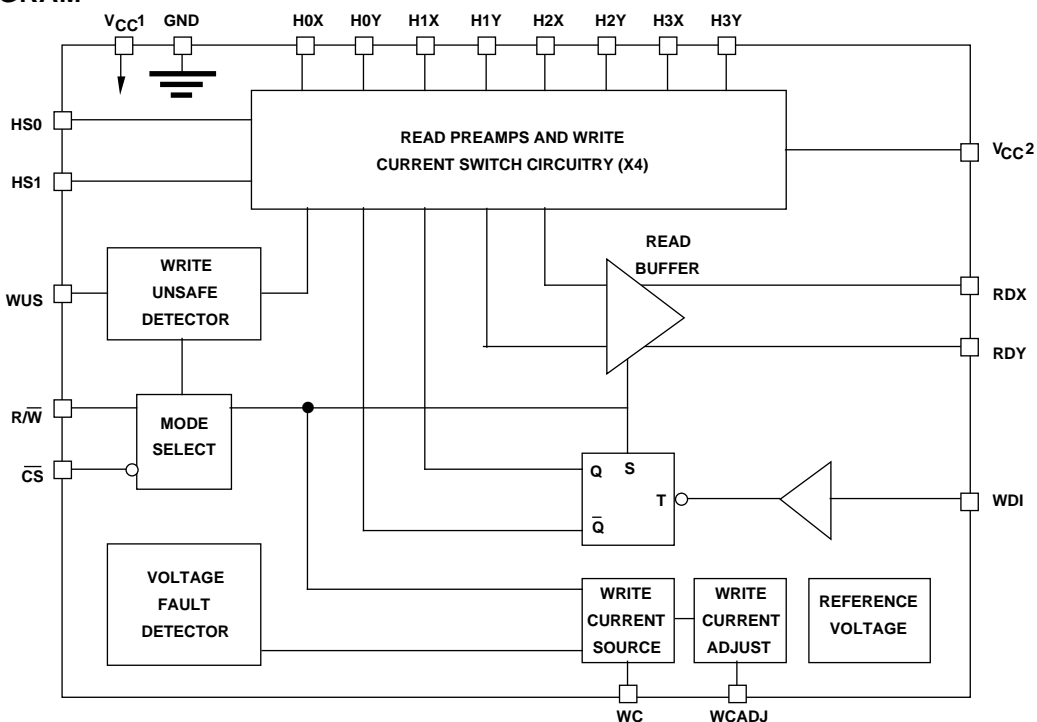 VCC1 GND H0X H0Y H1X H1Y H2X H2Y H3X H3Y
HS0
READ PREAMPS AND WRITE
CURRENT SWITCH CIRCUITRY (X4)
VCC2
HS1
READ
BUFFER
WRITE
UNSAFE
DETECTOR
WUS
RDX
RDY
R/W̅
MODE
SELECT
C̅S̅
Q S
T
Q̅
WDI
VOLTAGE
FAULT
DETECTOR
WRITE
CURRENT
SOURCE
WRITE
CURRENT
ADJUST
REFERENCE
VOLTAGE
WC WCADJ